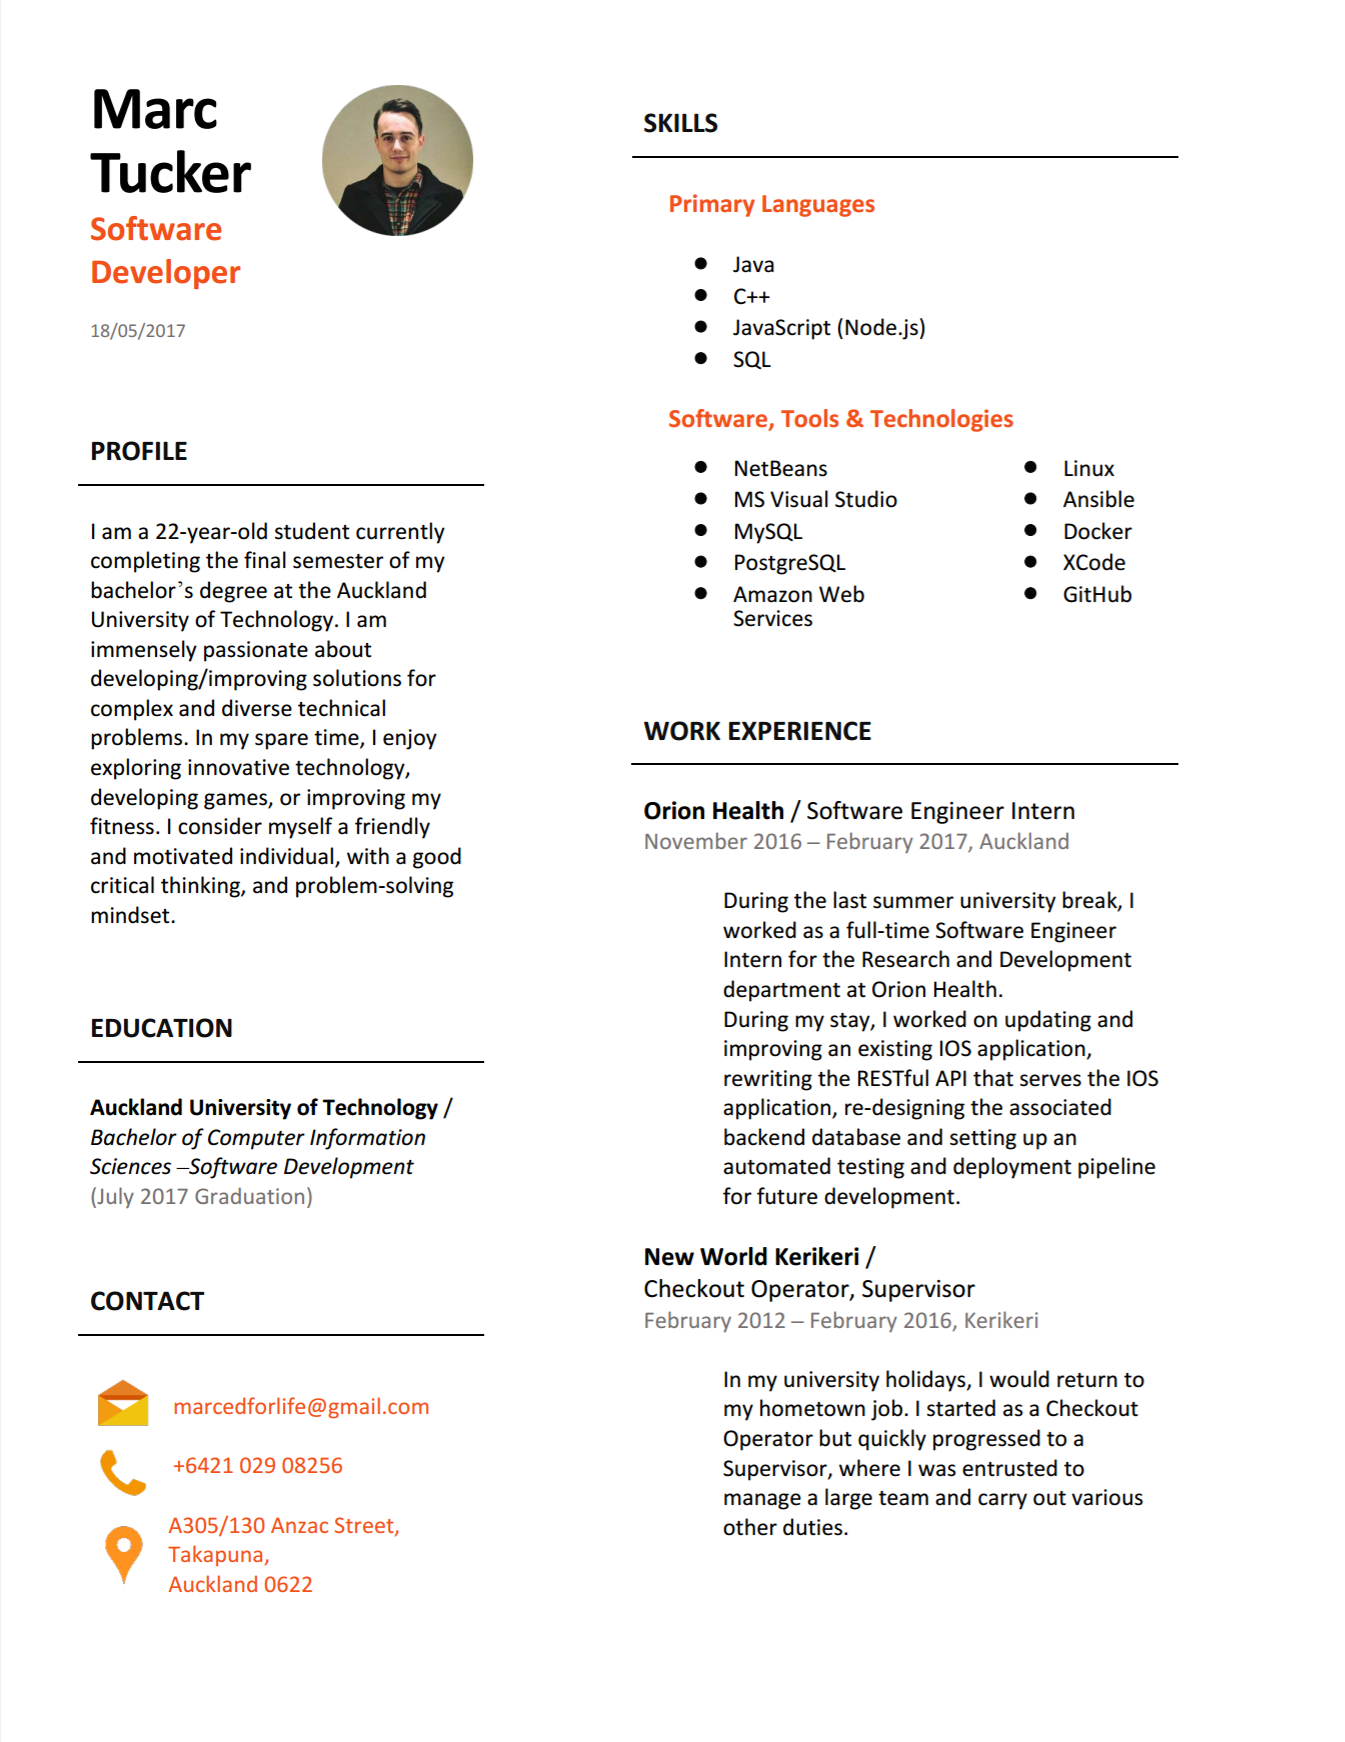 Marc
Tucker
Software
Developer
18/05/2017
PROFILE
I am a 22-year-old student currently
completing the final semester of my
bachelor’s degree at the Auckland
University of Technology. I am
immensely passionate about
developing/improving solutions for
complex and diverse technical
problems. In my spare time, I enjoy
exploring innovative technology,
developing games, or improving my
fitness. I consider myself a friendly
and motivated individual, with a good
critical thinking, and problem-solving
mindset.
EDUCATION
Auckland University of Technology /
Bachelor of Computer Information
Sciences –Software Development
(July 2017 Graduation)
CONTACT
marcedforlife@gmail.com
+6421 029 08256
A305/130 Anzac Street,
Takapuna,
Auckland 0622
SKILLS
Primary Languages
● Java
● C++
● JavaScript (Node.js)
● SQL
Software, Tools & Technologies
● NetBeans
● MS Visual Studio
● MySQL
● PostgreSQL
● Amazon Web
Services
● Linux
● Ansible
● Docker
● XCode
● GitHub
WORK EXPERIENCE
Orion Health / Software Engineer Intern
November 2016 – February 2017, Auckland
During the last summer university break, I
worked as a full-time Software Engineer
Intern for the Research and Development
department at Orion Health.
During my stay, I worked on updating and
improving an existing IOS application,
rewriting the RESTful API that serves the IOS
application, re-designing the associated
backend database and setting up an
automated testing and deployment pipeline
for future development.
New World Kerikeri /
Checkout Operator, Supervisor
February 2012 – February 2016, Kerikeri
In my university holidays, I would return to
my hometown job. I started as a Checkout
Operator but quickly progressed to a
Supervisor, where I was entrusted to
manage a large team and carry out various
other duties.